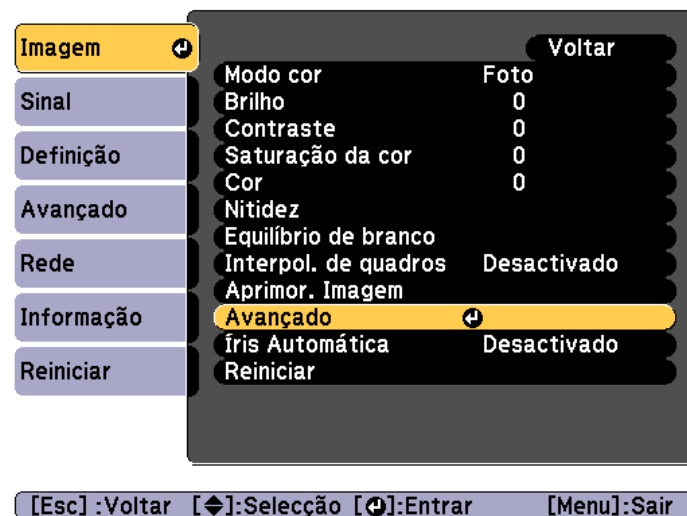 Imagem
Sinal
Definição
Avançado
Rede
Informação
Reiniciar
Voltar
Modo cor Foto
Brilho 0
Contraste 0
Saturação da cor 0
Cor 0
Nitidez
Equilíbrio de branco
Interpol. de quadros Desactivado
Aprimor. Imagem
Avançado
Íris Automática Desactivado
Reiniciar
[Esc] :Voltar [◆]:Selecção [↵]:Entrar [Menu]:Sair